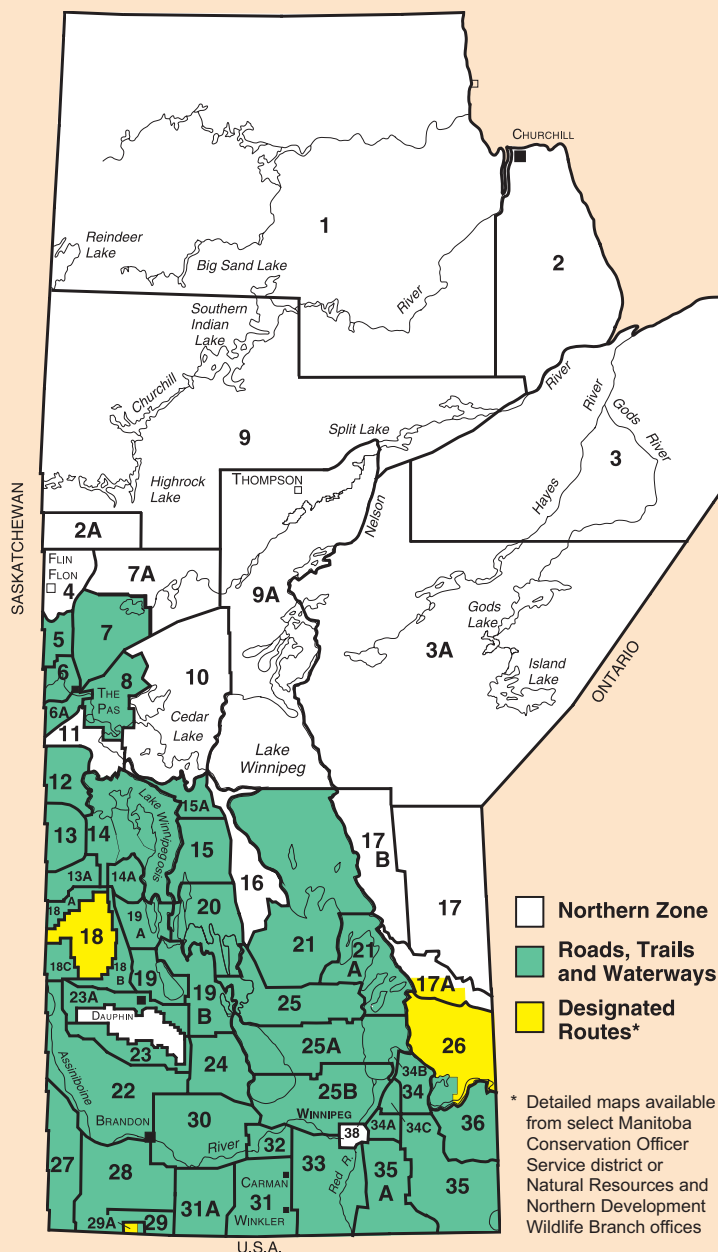 CHURCHILL
1
2
Reindeer
Lake
Big Sand Lake
River
Southern
Indian
Lake
Churchill
River
River
Gods
River
9
Split Lake
3
Highrock
Lake
THOMPSON
Nelson
Hayes
SASKATCHEWAN
2A
FLIN
FLON
4
7A
9A
Gods
Lake
3A
Island
Lake
ONTARIO
5
7
6
8
THE
PAS
10
6A
11
Cedar
Lake
Lake
Winnipeg
12
15A
Lake Winnipegosis
13
14
15
17
B
16
17
13A
14A
18
A
18
19
A
20
21
21
A
18C
18
B
19
17A
23A
19
B
25
DAUPHIN
23
24
25A
26
Assiniboine
22
34B
34
25B
BRANDON
30
WINNIPEG
36
River
38
34A
34C
27
28
32
33
Red R.
35
A
35
CARMAN
31A
31
WINKLER
29A
29
U.S.A.
Northern Zone
Roads, Trails
and Waterways
Designated
Routes*
* Detailed maps available
from select Manitoba
Conservation Officer
Service district or
Natural Resources and
Northern Development
Wildlife Branch offices